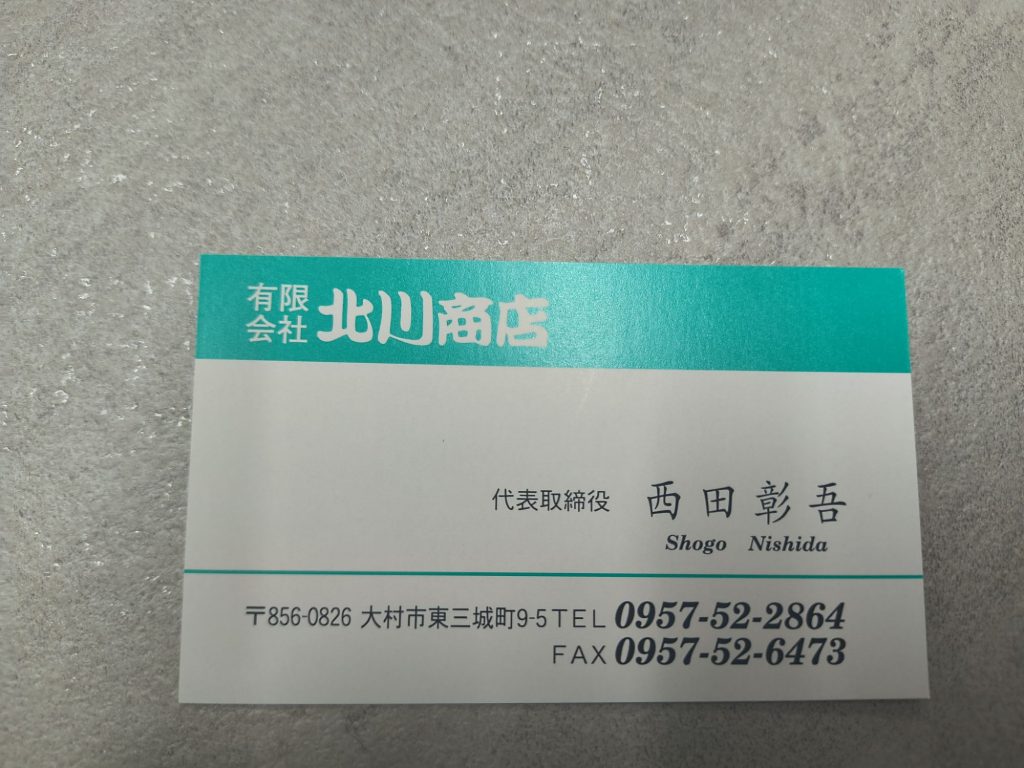 有限会社 北川商店
代表取締役 西田彰吾
Shogo Nishida
〒856-0826 大村市東三城町9-5 TEL 0957-52-2864
FAX 0957-52-6473